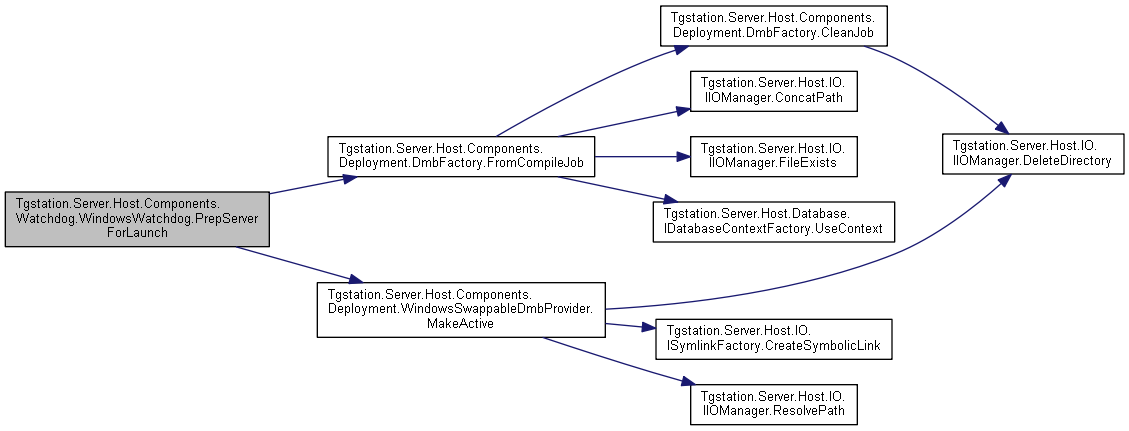 Tgstation.Server.Host.Components.
Deployment.DmbFactory.CleanJob
Tgstation.Server.Host.IO.
IIOManager.ConcatPath
Tgstation.Server.Host.Components.
Deployment.DmbFactory.FromCompileJob
Tgstation.Server.Host.IO.
IIOManager.FileExists
Tgstation.Server.Host.IO.
IIOManager.DeleteDirectory
Tgstation.Server.Host.Components.
Watchdog.WindowsWatchdog.PrepServer
ForLaunch
Tgstation.Server.Host.Database.
IDatabaseContextFactory.UseContext
Tgstation.Server.Host.Components.
Deployment.WindowsSwappableDmbProvider.
MakeActive
Tgstation.Server.Host.IO.
ISymlinkFactory.CreateSymbolicLink
Tgstation.Server.Host.IO.
IIOManager.ResolvePath